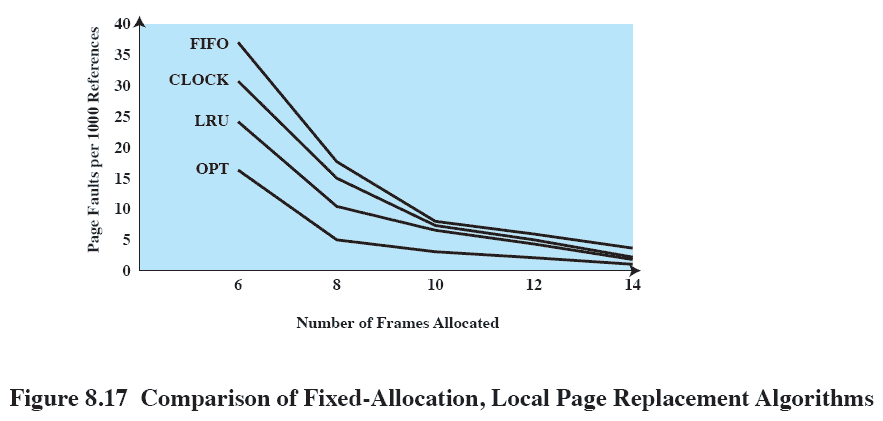 Page Faults per 1000 References
40
35
30
25
20
15
10
5
0
FIFO
CLOCK
LRU
OPT
6 8 10 12 14
Number of Frames Allocated
Figure 8.17 Comparison of Fixed-Allocation, Local Page Replacement Algorithms